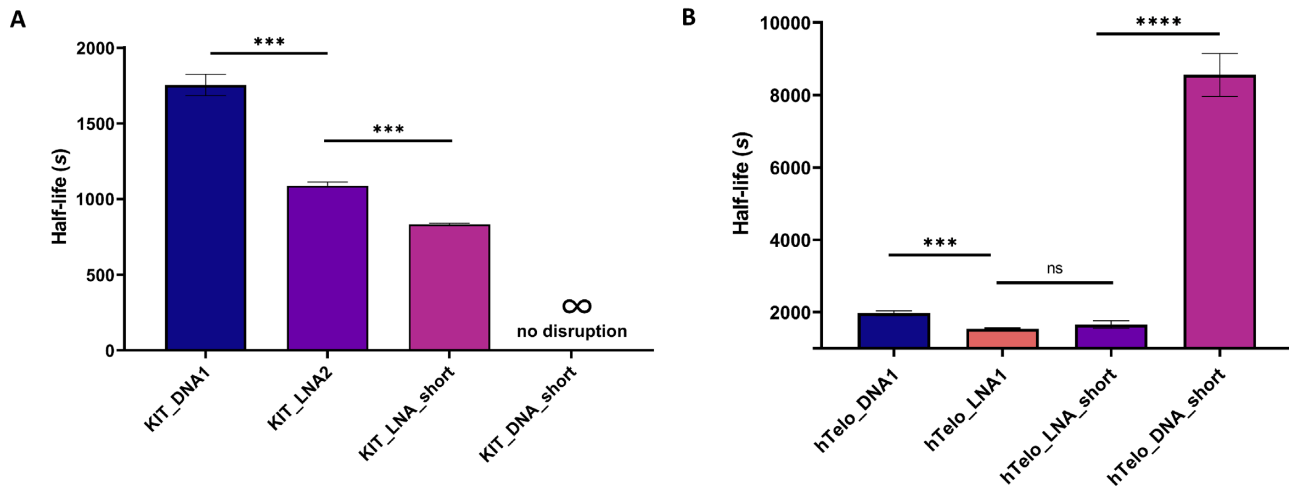 A
***
***
2000
1500
1000
500
0
Half-life (s)
∞
no disruption
KIT_DNA1
KIT_LNA2
KIT_LNA_short
KIT_DNA_short
B
****
***
ns
10000
8000
6000
4000
2000
Half-life (s)
hTelo_DNA1
hTelo_LNA1
hTelo_LNA_short
hTelo_DNA_short